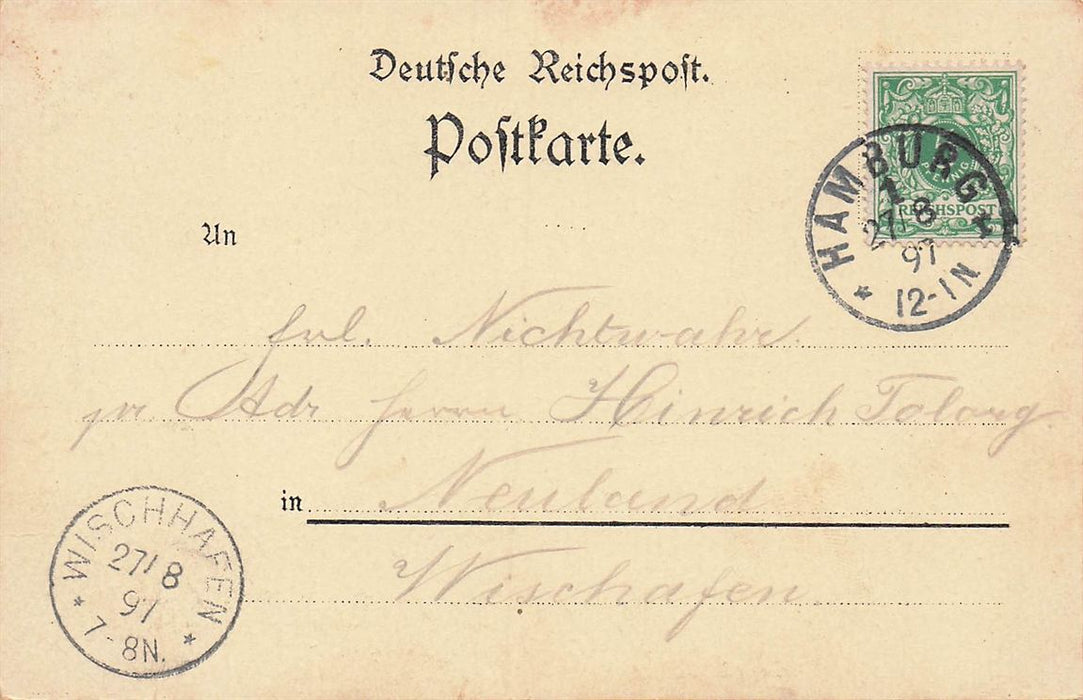 Deutsche Reichspost.
Postkarte.
REICHSPOST
HAMBURG
1
27/8
97
12-1N
An
frl. Nichtwahr.
pr Adr Herrn Hinrich
in Neuland
Wischafen.
WISCHHAFEN
27/8
97
7-8N.